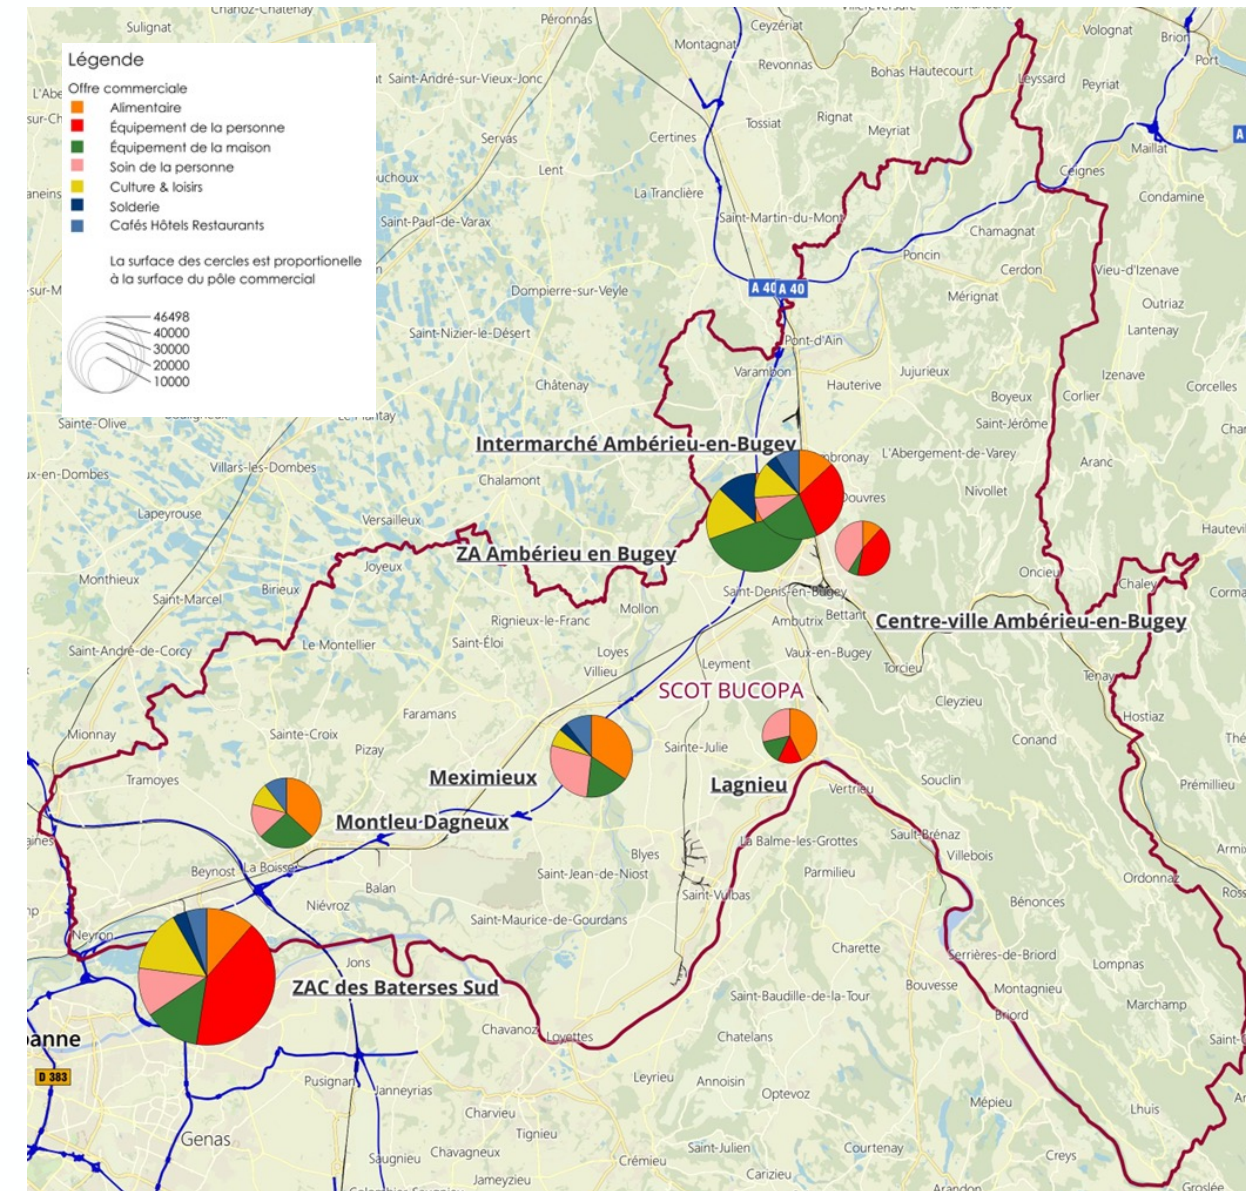 Sulignat
Péronnas
Ceyzériat
Volognat
Brion
Port
Montagnat
Revonnas
Bohas Hautecourt
Leyssard
Peyriat
Légende
Offre commerciale
Alimentaire
Équipement de la personne
Équipement de la maison
Soin de la personne
Culture & loisirs
Solderie
Cafés Hôtels Restaurants
La surface des cercles est proportionelle
à la surface du pôle commercial
46498
40000
30000
20000
10000
Saint-André-sur-Vieux-Jonc
Servas
Lent
Certines
Tossiat
Rignat
Meyriat
Maillat
A
Ceignes
Condamine
La Tranclière
Saint-Paul-de-Varax
Saint-Martin-du-Mont
Chamagnat
Poncin
Cerdon
Vieu-d'Izenave
Dompierre-sur-Veyle
A 40
A 40
Mérignat
Outriaz
Lantenay
Saint-Nizier-le-Désert
Pont-d'Ain
Varambon
Hauterive
Jujurieux
Izenave
Châtenay
Boyeux
Corlier
Corcelles
Sainte-Olive
Saint-Jérôme
Intermarché Ambérieu-en-Bugey
L'Abergement-de-Varey
Aranc
Villars-les-Dombes
Chalamont
Nivollet
Douvres
Lapeyrouse
Versailleux
ZA Ambérieu en Bugey
Joyeux
Monthieux
Birieux
Saint-Marcel
Oncieu
Chaley
Saint-Denis-en-Bugey
Mollon
Rignieux-le-Franc
Ambutrix
Bettant
Centre-ville Ambérieu-en-Bugey
Saint-André-de-Corcy
Le Montellier
Saint-Éloi
Loyes
Villieu
Leyment
Vaux-en-Bugey
Torcieu
Tenay
SCOT BUCOPA
Cleyzieu
Faramans
Hostiaz
Mionnay
Sainte-Croix
Pizay
Sainte-Julie
Conand
Tramoyes
Meximieux
Lagnieu
Souclin
Vertrieu
Prémillieu
Montleu Dagneux
La Balme-les-Grottes
Sault-Brénaz
Villebois
Blyes
Beynost
La Boisse
Balan
Saint-Jean-de-Niost
Parmilieu
Ordonnaz
Saint-Vulbas
Niévroz
Bénonces
Saint-Maurice-de-Gourdans
Neyron
Jons
Charette
Serrières-de-Briord
Lompnas
ZAC des Baterses Sud
Bouvesse
Montagnieu
Saint-Baudille-de-la-Tour
Marchamp
Briord
Chavanoz
Loyettes
Chatelans
D 383
Pusignan
Janneyrias
Leyrieu
Annoisin
Optevoz
Charvieu
Mépieu
Lhuis
Genas
Tignieu
Saugnieu
Chavagneux
Crémieu
Saint-Julien
Courtenay
Creys
Jameyzieu
Carizieu
Arandon
Groslée